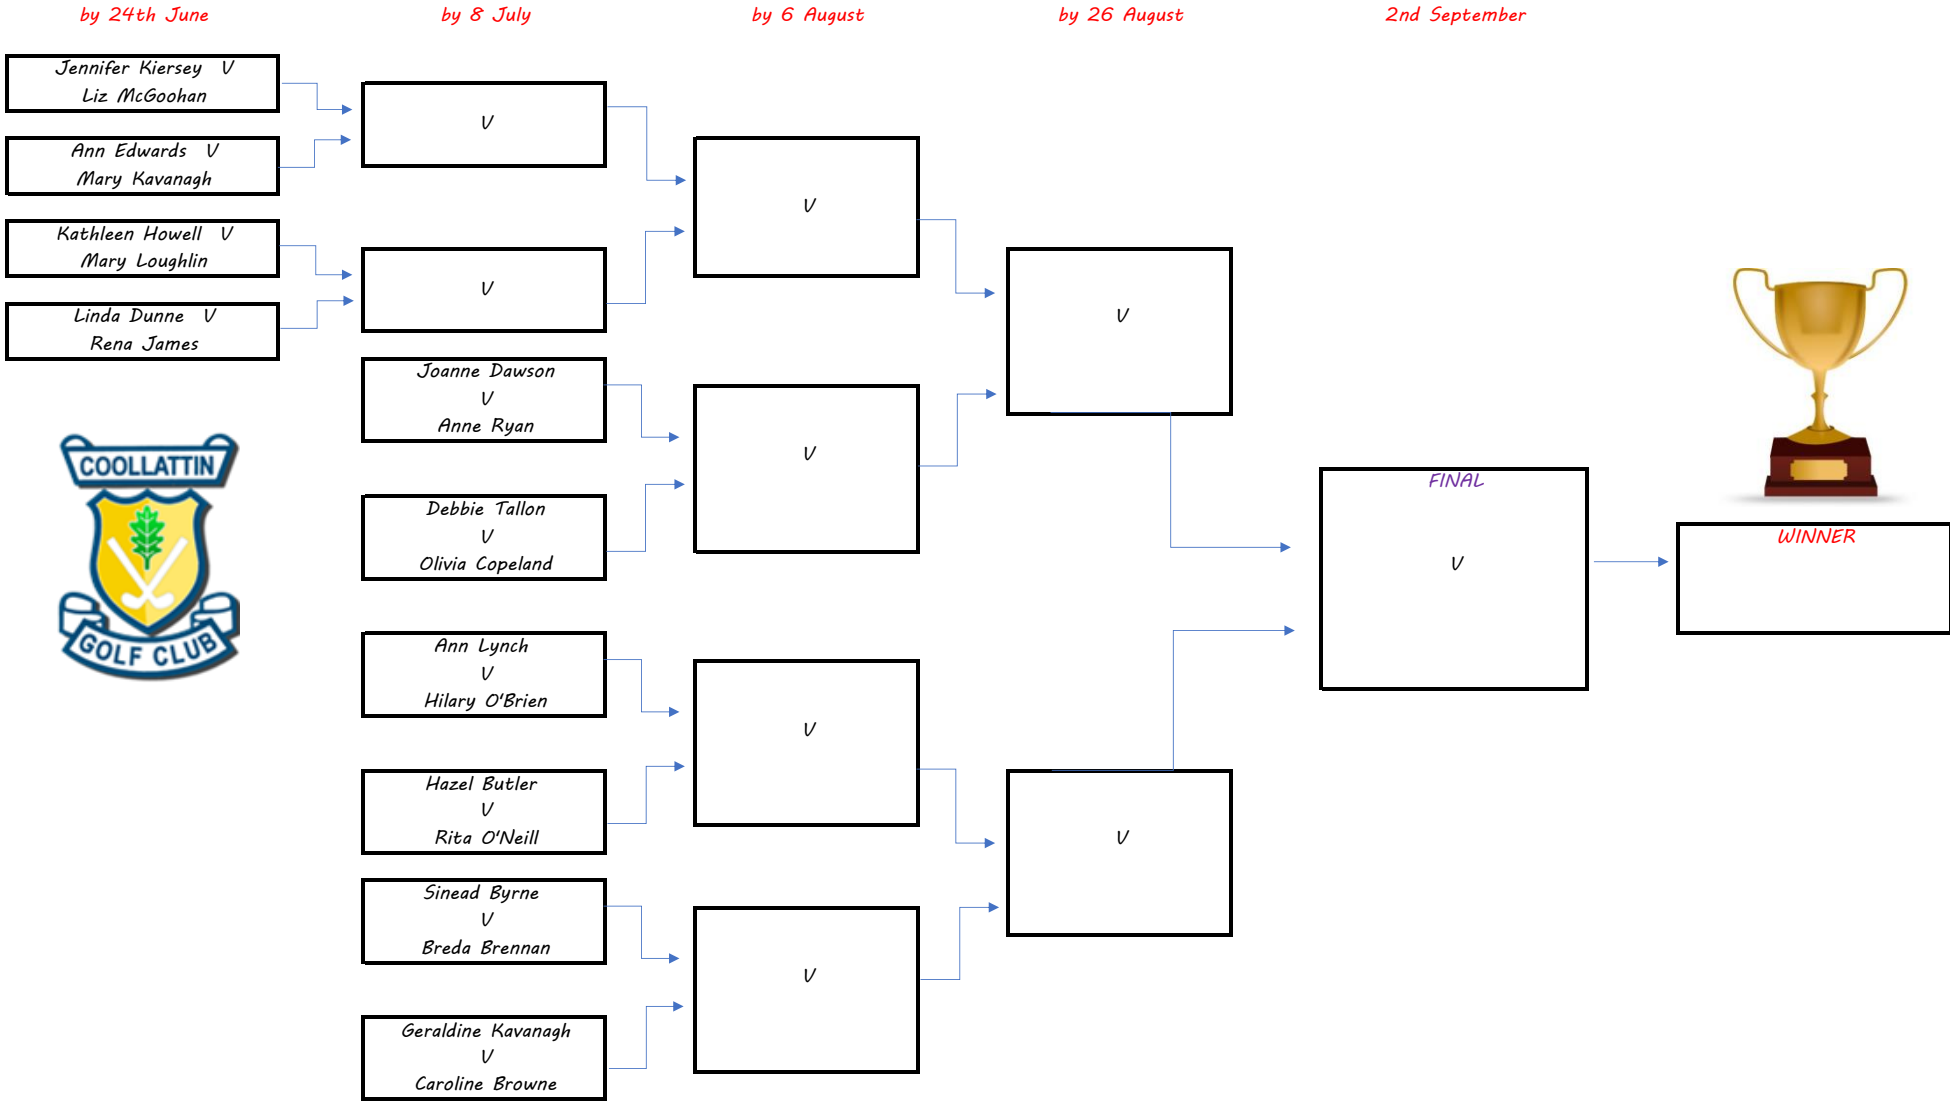 by 24th June
by 8 July
by 6 August
by 26 August
2nd September
Jennifer Kiersey V
Liz McGoohan
Ann Edwards V
Mary Kavanagh
Kathleen Howell V
Mary Loughlin
Linda Dunne V
Rena James
COOLLATTIN
GOLF CLUB
V
V
Joanne Dawson
V
Anne Ryan
Debbie Tallon
V
Olivia Copeland
Ann Lynch
V
Hilary O'Brien
Hazel Butler
V
Rita O'Neill
Sinead Byrne
V
Breda Brennan
Geraldine Kavanagh
V
Caroline Browne
V
V
V
V
V
V
FINAL
V
WINNER